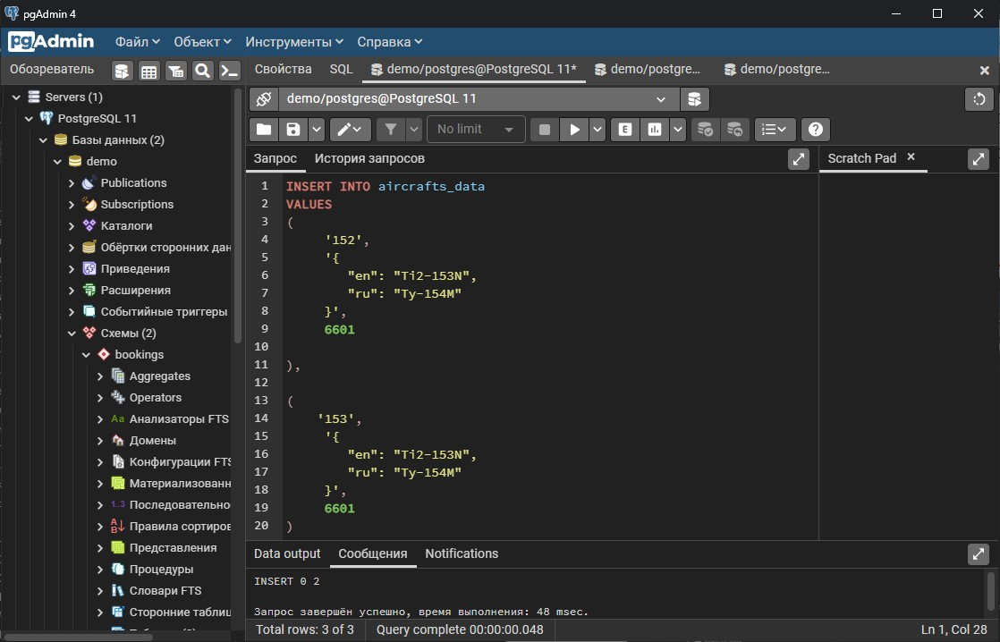 pgAdmin 4
pgAdmin Файл Объект Инструменты Справка
Обозреватель Свойства SQL demo/postgres@PostgreSQL 11* demo/postgre... demo/postgre...
demo/postgres@PostgreSQL 11
No limit E
Запрос История запросов Scratch Pad
Servers (1)
PostgreSQL 11
Базы данных (2)
demo
Publications
Subscriptions
Каталоги
Обёртки сторонних дан
Приведения
Расширения
Событийные триггеры
Схемы (2)
bookings
Aggregates
Operators
Aa Анализаторы FTS
Домены
Конфигурации FTS
Материализованн
1..3 Последовательно
Правила сортиров
Представления
Процедуры
Словари FTS
Сторонние таблиц
1 INSERT INTO aircrafts_data
2 VALUES
3 (
4 '152',
5 '{
6 "en": "Ti2-153N",
7 "ru": "Ty-154M"
8 }',
9 6601
10
11 ),
12
13 (
14 '153',
15 '{
16 "en": "Ti2-153N",
17 "ru": "Ty-154M"
18 }',
19 6601
20 )
Data output Сообщения Notifications
INSERT 0 2
Запрос завершён успешно, время выполнения: 48 msec.
Total rows: 3 of 3 Query complete 00:00:00.048 Ln 1, Col 28